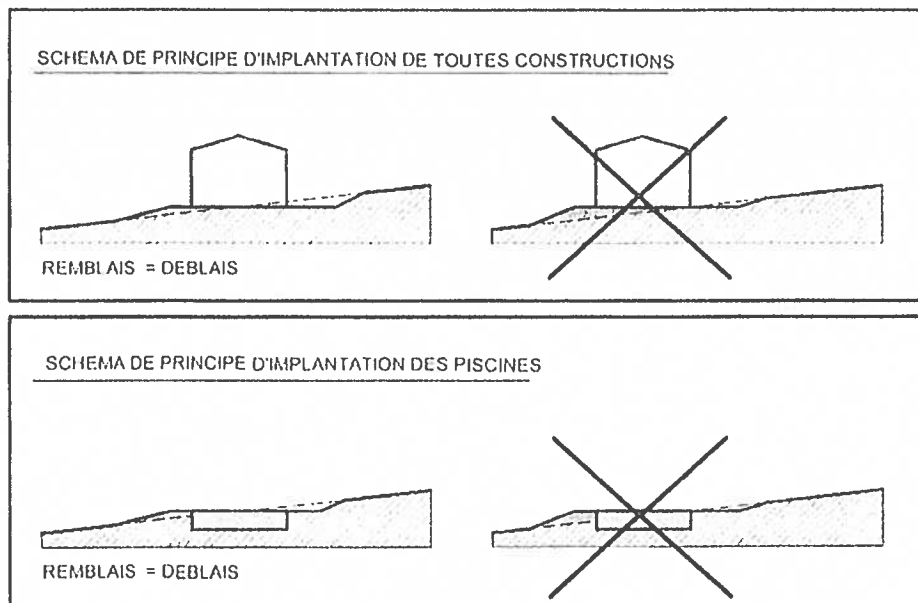 SCHEMA DE PRINCIPE D'IMPLANTATION DE TOUTES CONSTRUCTIONS
REMBLAIS = DEBLAIS
SCHEMA DE PRINCIPE D'IMPLANTATION DES PISCINES
REMBLAIS = DEBLAIS